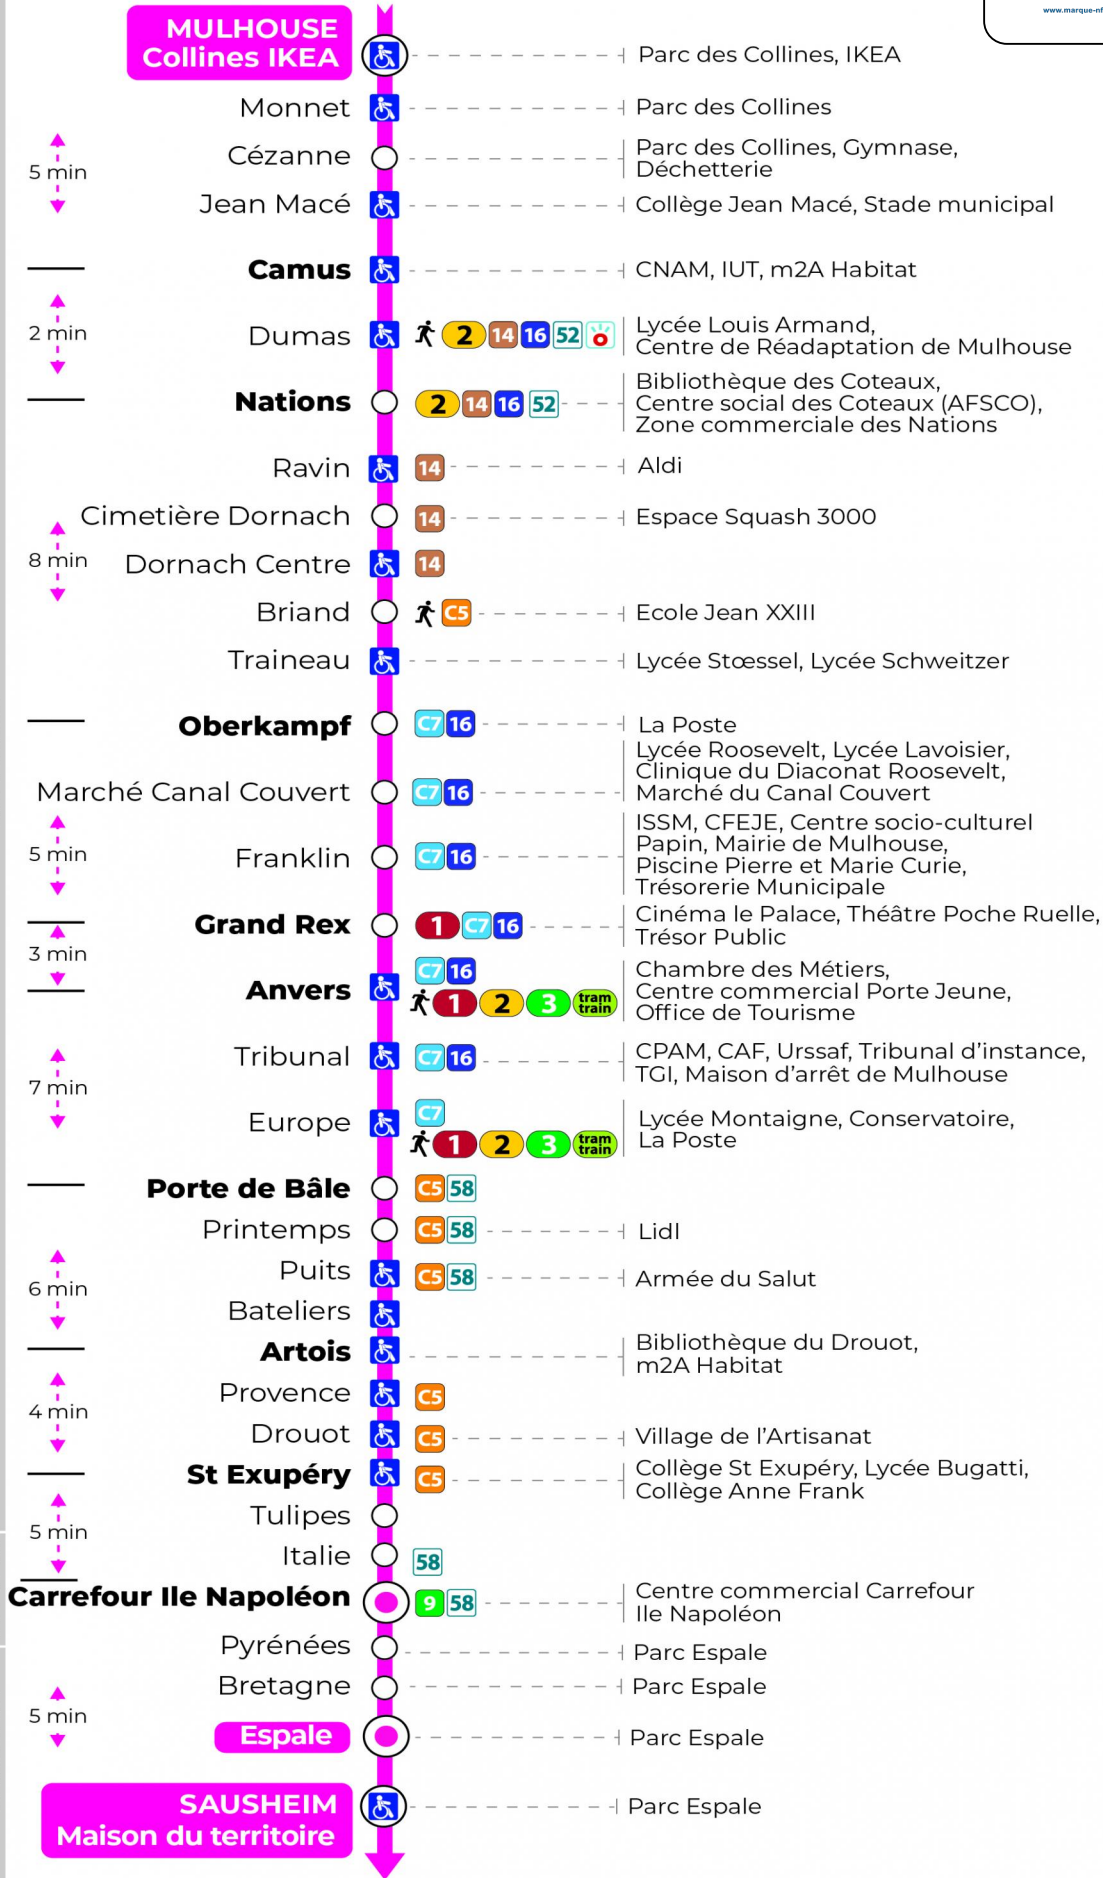 www.marque-nf
MULHOUSE
Collines IKEA
Parc des Collines, IKEA
Monnet
Parc des Collines
Cézanne
Parc des Collines, Gymnase,
Déchetterie
5 min
Jean Macé
Collège Jean Macé, Stade municipal
Camus
CNAM, IUT, m2A Habitat
2 min
Dumas
2 14 16 52
Lycée Louis Armand,
Centre de Réadaptation de Mulhouse
Nations
2 14 16 52
Bibliothèque des Coteaux,
Centre social des Coteaux (AFSCO),
Zone commerciale des Nations
Ravin
14
Aldi
Cimetière Dornach
14
Espace Squash 3000
8 min
Dornach Centre
14
Briand
C5
Ecole Jean XXIII
Traineau
Lycée Stœssel, Lycée Schweitzer
Oberkampf
C7 16
La Poste
Marché Canal Couvert
C7 16
Lycée Roosevelt, Lycée Lavoisier,
Clinique du Diaconat Roosevelt,
Marché du Canal Couvert
5 min
Franklin
C7 16
ISSM, CFEJE, Centre socio-culturel
Papin, Mairie de Mulhouse,
Piscine Pierre et Marie Curie,
Trésorerie Municipale
Grand Rex
1 C7 16
Cinéma le Palace, Théâtre Poche Ruelle,
Trésor Public
3 min
Anvers
C7 16
1 2 3 tram train
Chambre des Métiers,
Centre commercial Porte Jeune,
Office de Tourisme
Tribunal
C7 16
CPAM, CAF, Urssaf, Tribunal d’instance,
TGI, Maison d’arrêt de Mulhouse
7 min
Europe
C7
1 2 3 tram train
Lycée Montaigne, Conservatoire,
La Poste
Porte de Bâle
C5 58
Printemps
C5 58
Lidl
6 min
Puits
C5 58
Armée du Salut
Bateliers
Artois
Bibliothèque du Drouot,
m2A Habitat
Provence
C5
4 min
Drouot
C5
Village de l’Artisanat
St Exupéry
C5
Collège St Exupéry, Lycée Bugatti,
Collège Anne Frank
Tulipes
5 min
Italie
58
Carrefour Ile Napoléon
9 58
Centre commercial Carrefour
Ile Napoléon
Pyrénées
Parc Espale
Bretagne
Parc Espale
5 min
Espale
Parc Espale
SAUSHEIM
Maison du territoire
Parc Espale